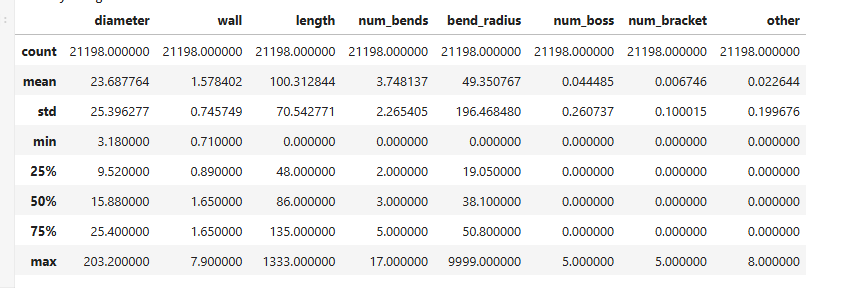 diameter wall length num_bends bend_radius num_boss num_bracket other
count 21198.000000 21198.000000 21198.000000 21198.000000 21198.000000 21198.000000 21198.000000 21198.000000
mean 23.687764 1.578402 100.312844 3.748137 49.350767 0.044485 0.006746 0.022644
std 25.396277 0.745749 70.542771 2.265405 196.468480 0.260737 0.100015 0.199676
min 3.180000 0.710000 0.000000 0.000000 0.000000 0.000000 0.000000 0.000000
25% 9.520000 0.890000 48.000000 2.000000 19.050000 0.000000 0.000000 0.000000
50% 15.880000 1.650000 86.000000 3.000000 38.100000 0.000000 0.000000 0.000000
75% 25.400000 1.650000 135.000000 5.000000 50.800000 0.000000 0.000000 0.000000
max 203.200000 7.900000 1333.000000 17.000000 9999.000000 5.000000 5.000000 8.000000